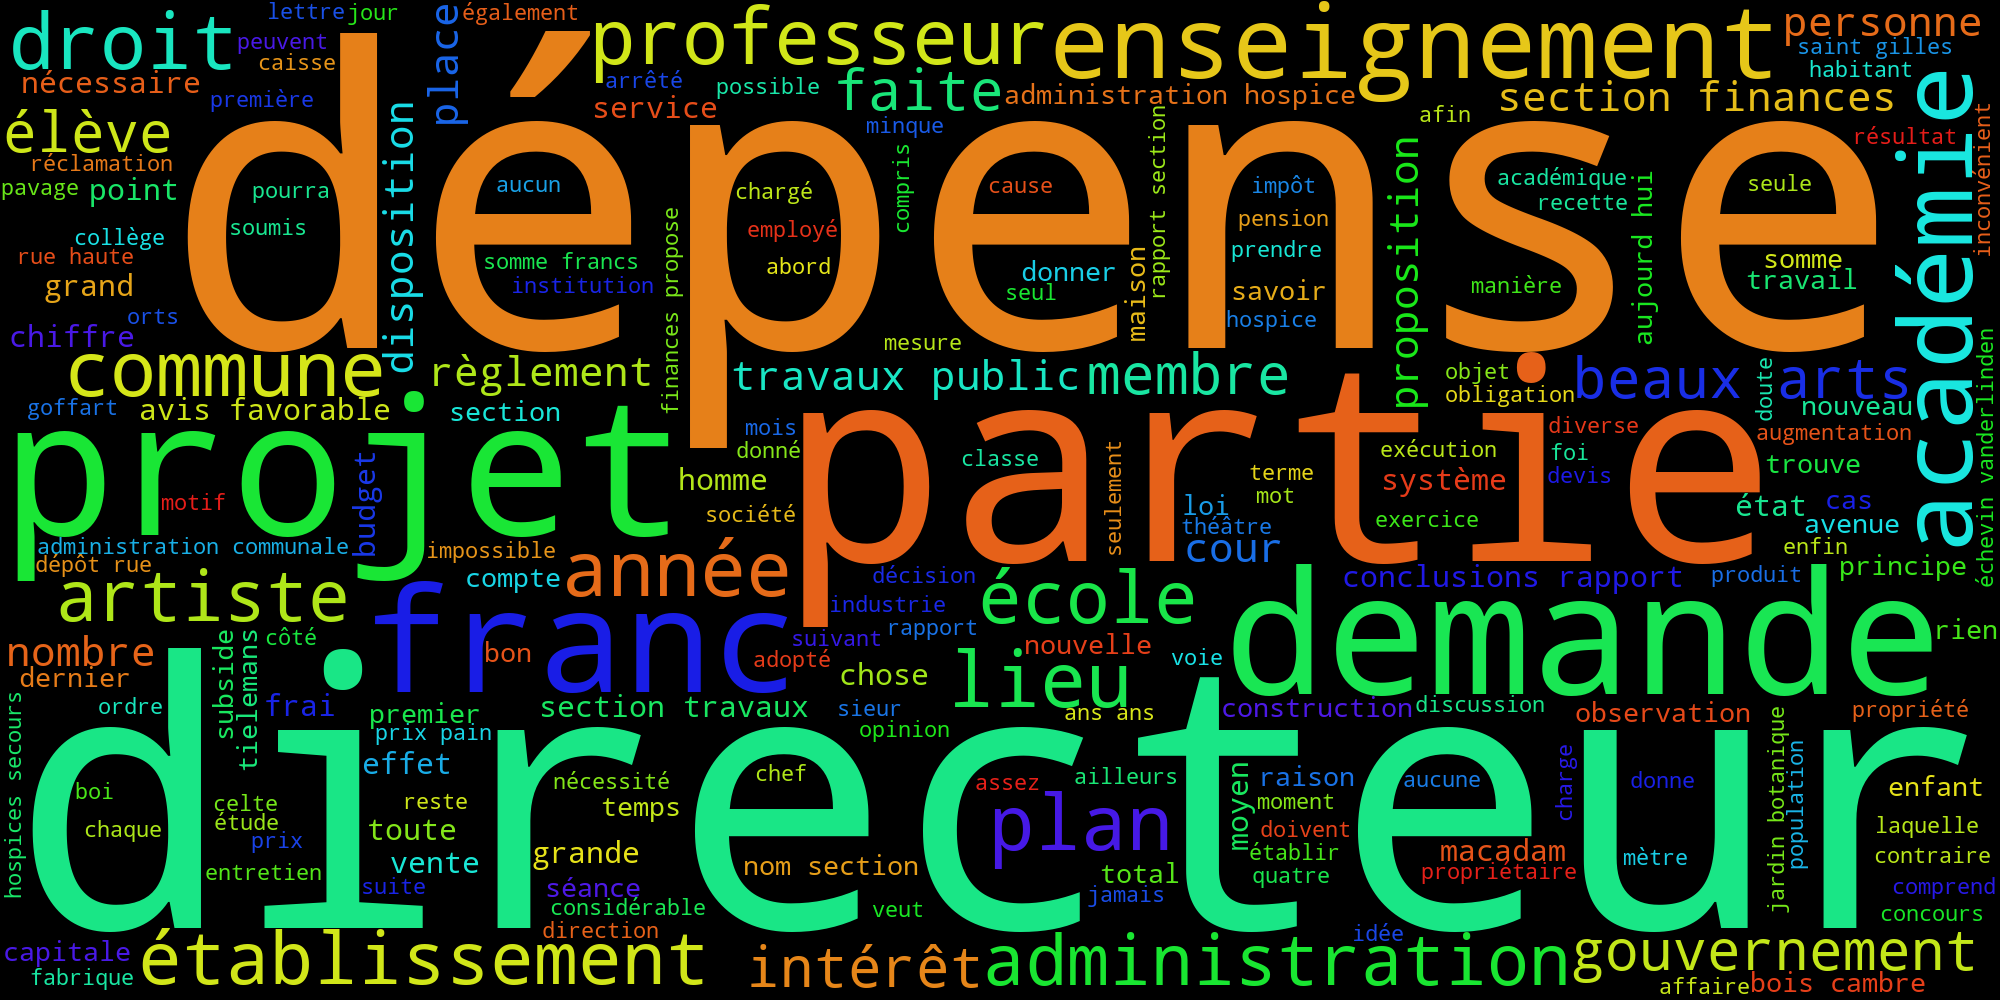 lettre
jour
également
droit
place
professeur
enseignement
personne
peuvent
saint gilles
caisse
habitant
nécessaire
arrêté
possible
faite
administration hospice
section finances
académie
première
service
afin
élève
disposition
minque
rapport section
résultat
inconvénient
réclamation
compris
proposition
pavage
point
pourra
aucun
chargé
cause
impôt
académique
seule
recette
aujourd hui
soumis
employé
pension
collège
rue haute
somme francs
finances propose
abord
donner
maison
prendre
somme
grand
institution
seul
savoir
manière
travail
dépense
orts
hospice
chiffre
mesure
échevin vanderlinden
commune
règlement
travaux public
membre
objet
beaux arts
obligation
doute
goffart
avis favorable
section
mois
nouveau
diverse
augmentation
donné
classe
exécution
foi
trouve
projet
budget
homme
partie
seulement
terme
système
devis
motif
mot
loi
état
cas
société
théâtre
exercice
avenue
administration communale
impossible
cour
enfin
dépôt rue
année
compte
décision
conclusions rapport
produit
principe
artiste
franc
industrie
école
demande
rapport
rien
nombre
subside
tielemans
côté
suivant
nouvelle
bon
adopté
voie
dernier
chose
lieu
hospices secours
ordre
frai
premier
section travaux
sieur
ans ans
construction
discussion
observation
propriété
prix pain
opinion
jardin botanique
effet
population
directeur
nécessité
chef
assez
ailleurs
moyen
raison
aucune
charge
donne
boi
celte
reste
temps
plan
moment
enfant
chaque
étude
toute
doivent
laquelle
prix
grande
établir
macadam
mètre
contraire
vente
nom section
entretien
total
quatre
propriétaire
suite
séance
jamais
comprend
considérable
veut
concours
direction
idée
capitale
établissement
intérêt
administration
gouvernement
fabrique
affaire
bois cambre